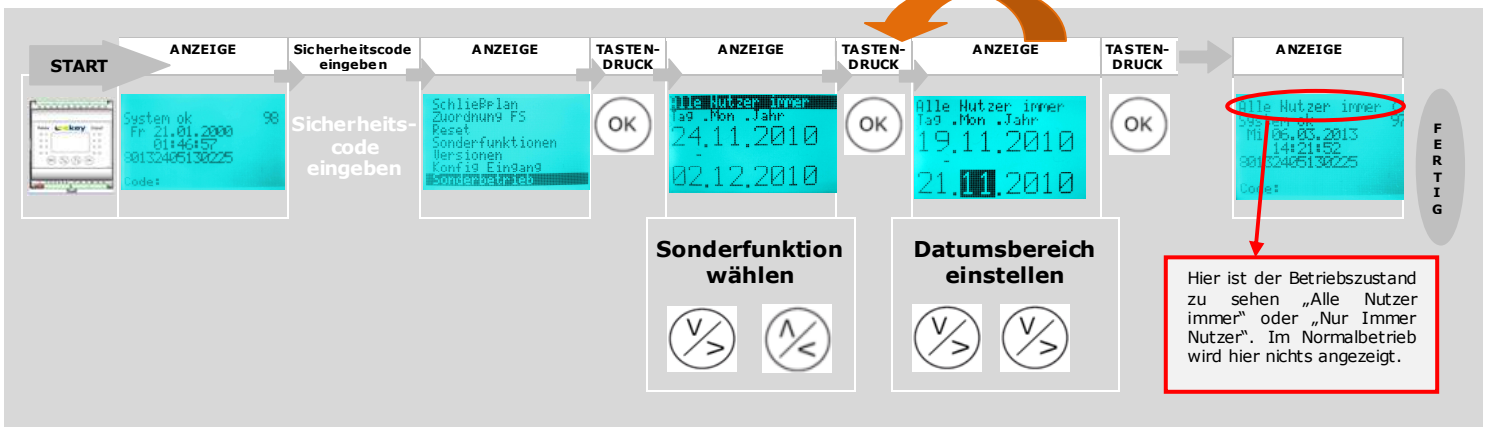 START
ANZEIGE
System ok 98
Fr 21.01.2000
01:46:57
80132405130225
Code:
Sicherheitscode
eingeben
Sicherheits-
code
eingeben
ANZEIGE
Schließplan
Zuordnung FS
Reset
Sonderfunktionen
Versionen
Konfig Eingang
Sonderbetrieb
TASTEN-
DRUCK
OK
ANZEIGE
Alle Nutzer immer
Tag .Mon .Jahr
24.11.2010
-
02.12.2010
Sonderfunktion
wählen
V/>
Λ/<
TASTEN-
DRUCK
OK
ANZEIGE
Alle Nutzer immer
Tag .Mon .Jahr
19.11.2010
-
21.11.2010
Datumsbereich
einstellen
V/>
V/>
TASTEN-
DRUCK
OK
ANZEIGE
Alle Nutzer immer
System ok 97
Mi 06.03.2013
14:21:52
80132405130225
Code:
Hier ist der Betriebszustand
zu sehen „Alle Nutzer
immer“ oder „Nur Immer
Nutzer“. Im Normalbetrieb
wird hier nichts angezeigt.
FERTIG